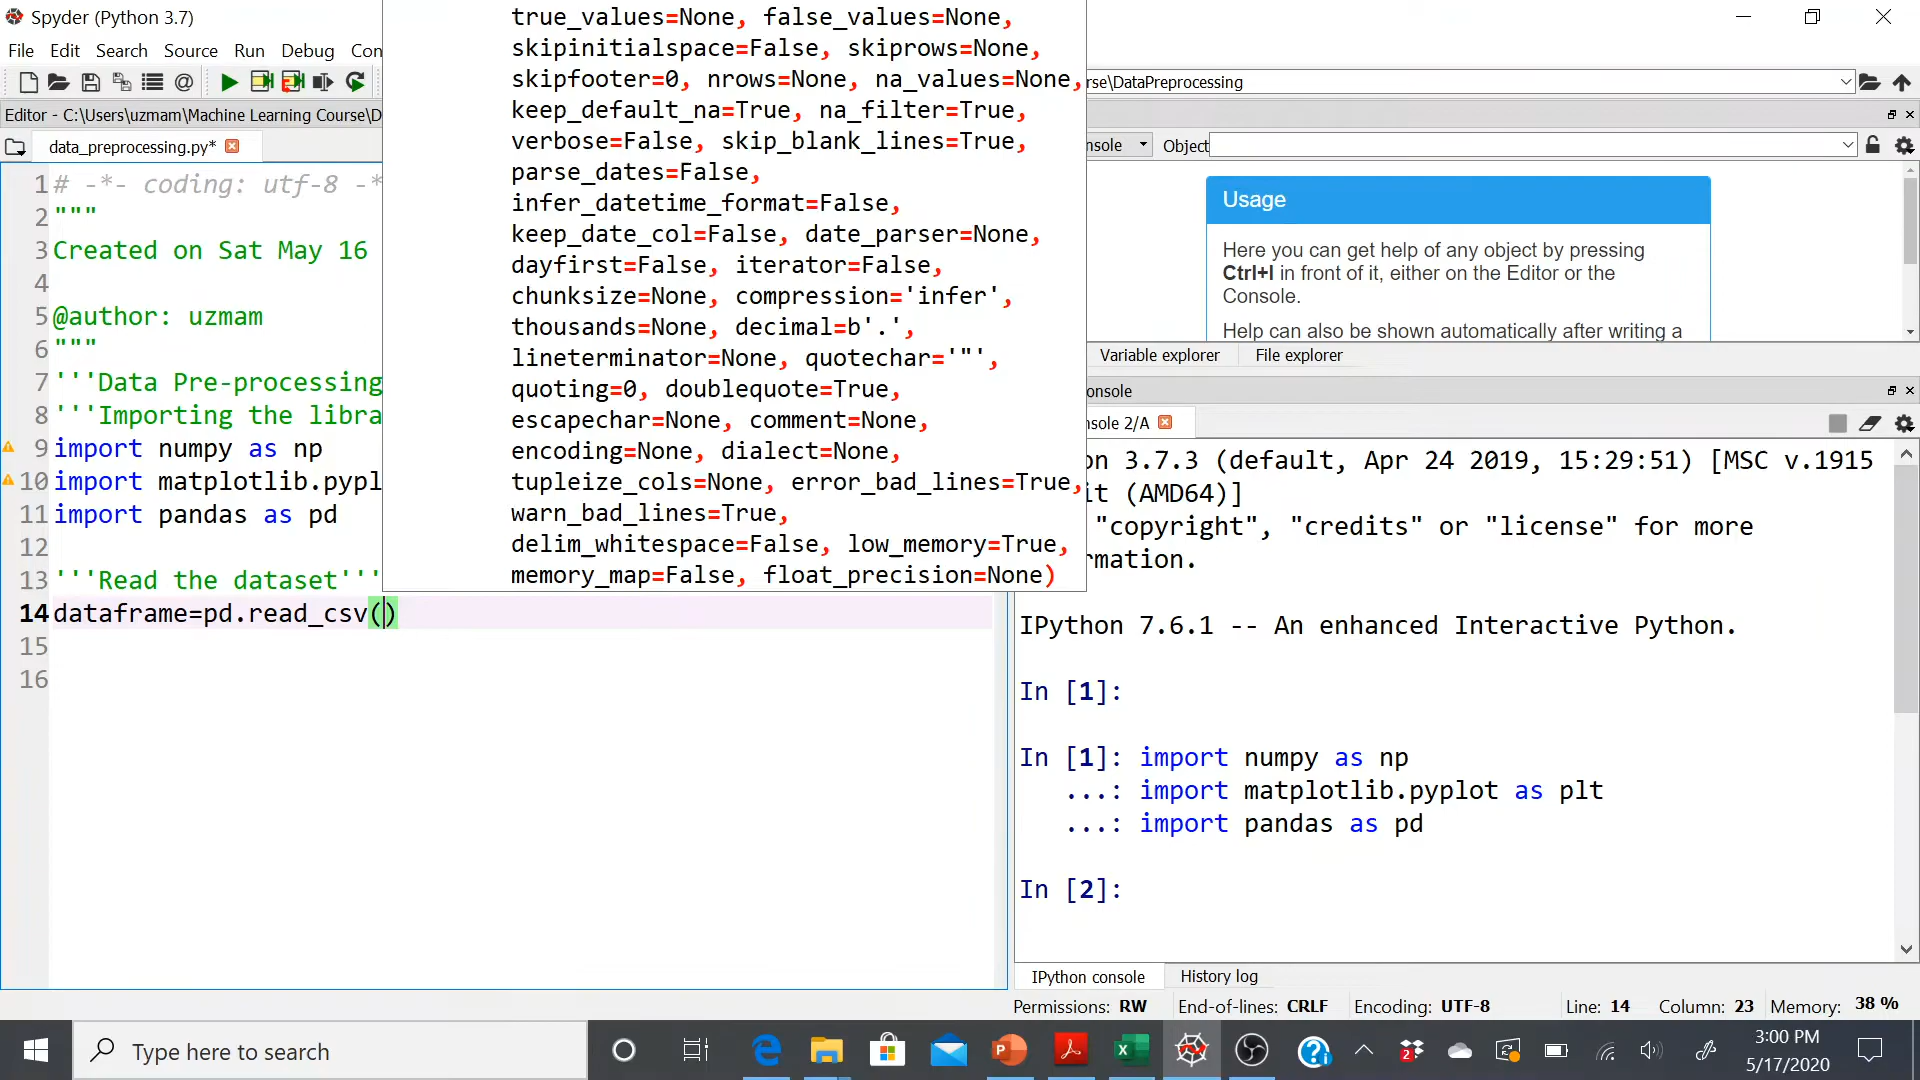 Spyder (Python 3.7)
File Edit Search Source Run Debug Con
Editor - C:\Users\uzmam\Machine Learning Course\D
data_preprocessing.py*
1 # -*- coding: utf-8 -*
2 """
3 Created on Sat May 16
4
5 @author: uzmam
6 """
7 '''Data Pre-processing
8 '''Importing the libra
9 import numpy as np
10 import matplotlib.pypl
11 import pandas as pd
12
13 '''Read the dataset'''
14 dataframe=pd.read_csv()
15
16
true_values=None, false_values=None,
skipinitialspace=False, skiprows=None,
skipfooter=0, nrows=None, na_values=None,
keep_default_na=True, na_filter=True,
verbose=False, skip_blank_lines=True,
parse_dates=False,
infer_datetime_format=False,
keep_date_col=False, date_parser=None,
dayfirst=False, iterator=False,
chunksize=None, compression='infer',
thousands=None, decimal=b'.',
lineterminator=None, quotechar='"',
quoting=0, doublequote=True,
escapechar=None, comment=None,
encoding=None, dialect=None,
tupleize_cols=None, error_bad_lines=True,
warn_bad_lines=True,
delim_whitespace=False, low_memory=True,
memory_map=False, float_precision=None)
rse\DataPreprocessing
nsole Object
Usage
Here you can get help of any object by pressing
Ctrl+I in front of it, either on the Editor or the
Console.
Help can also be shown automatically after writing a
Variable explorer File explorer
onsole
nsole 2/A
on 3.7.3 (default, Apr 24 2019, 15:29:51) [MSC v.1915
it (AMD64)]
"copyright", "credits" or "license" for more
rmation.
IPython 7.6.1 -- An enhanced Interactive Python.
In [1]:
In [1]: import numpy as np
...: import matplotlib.pyplot as plt
...: import pandas as pd
In [2]:
IPython console History log
Permissions: RW End-of-lines: CRLF Encoding: UTF-8 Line: 14 Column: 23 Memory: 38 %
Type here to search
2
3:00 PM
5/17/2020